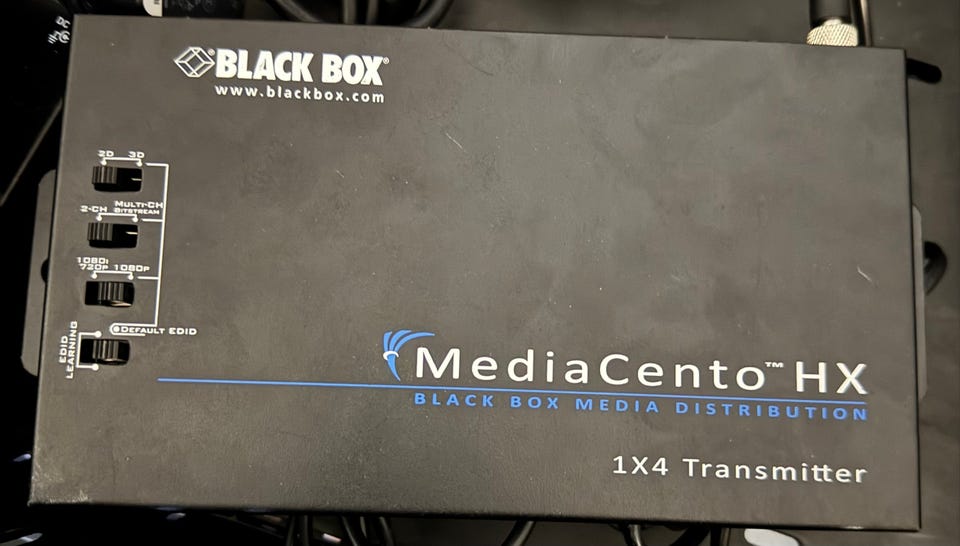 BLACK BOX®
www.blackbox.com
2D 3D
2-CH MULTI-CH
BITSTREAM
1080i
720P 1080P
DEFAULT EDID
EDID
LEARNING
MediaCento™ HX
BLACK BOX MEDIA DISTRIBUTION
1X4 Transmitter